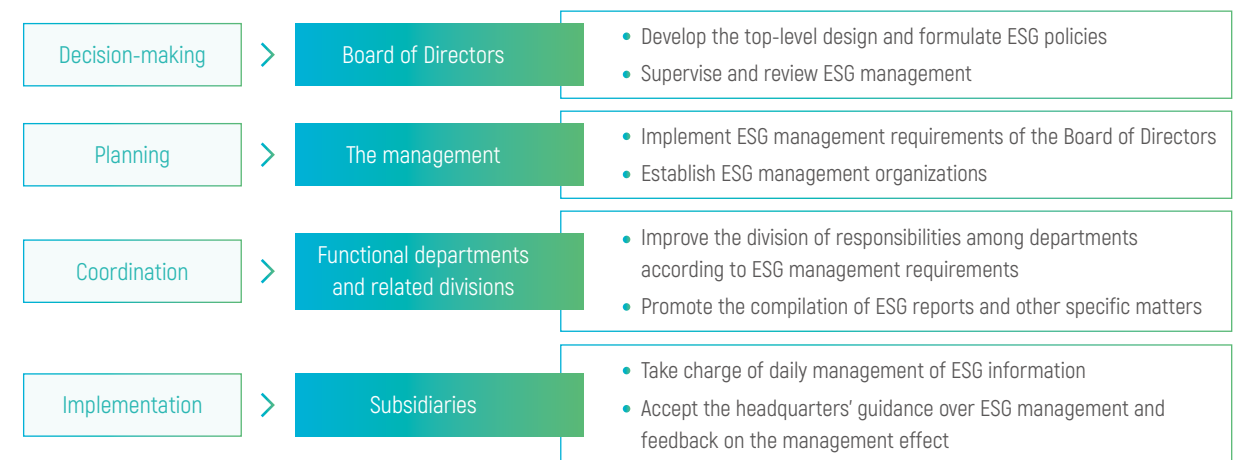 Decision-making
Board of Directors
• Develop the top-level design and formulate ESG policies
• Supervise and review ESG management
Planning
The management
• Implement ESG management requirements of the Board of Directors
• Establish ESG management organizations
Coordination
Functional departments
and related divisions
• Improve the division of responsibilities among departments
according to ESG management requirements
• Promote the compilation of ESG reports and other specific matters
Implementation
Subsidiaries
• Take charge of daily management of ESG information
• Accept the headquarters' guidance over ESG management and
feedback on the management effect